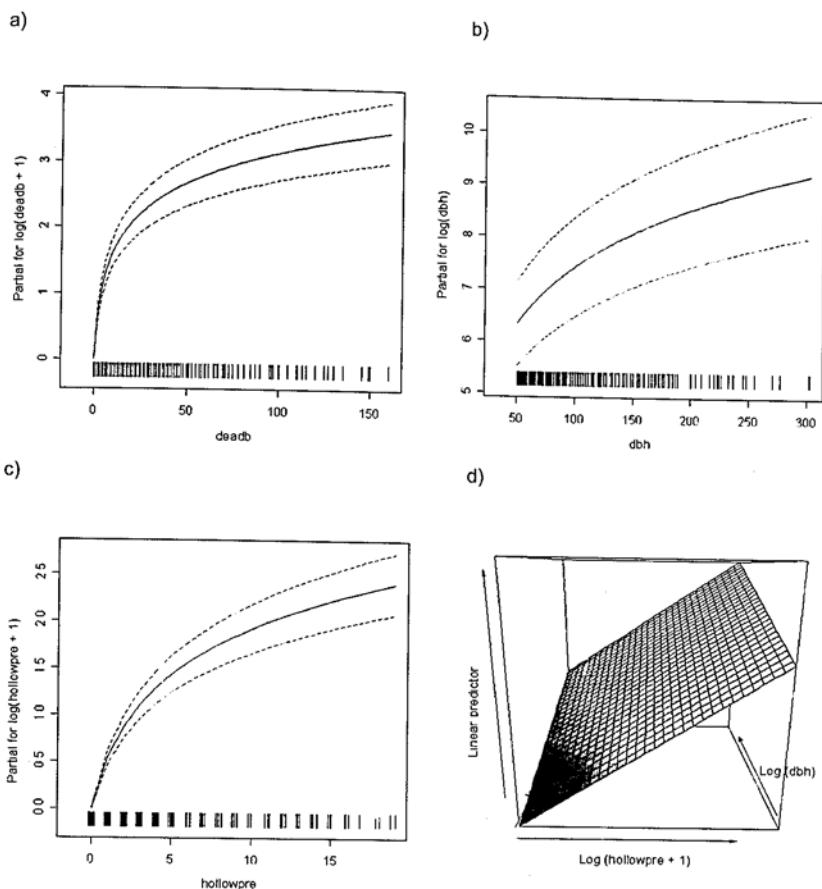 a)
Partial for log(deadb + 1)
4
3
2
1
0
0 50 100 150
deadb
b)
Partial for log(dbh)
10
9
8
7
6
5
50 100 150 200 250 300
dbh
c)
Partial for log(hollowpre + 1)
2.5
2.0
1.5
1.0
0.5
0.0
0 5 10 15
hollowpre
d)
Linear predictor
Log (dbh)
Log (hollowpre + 1)